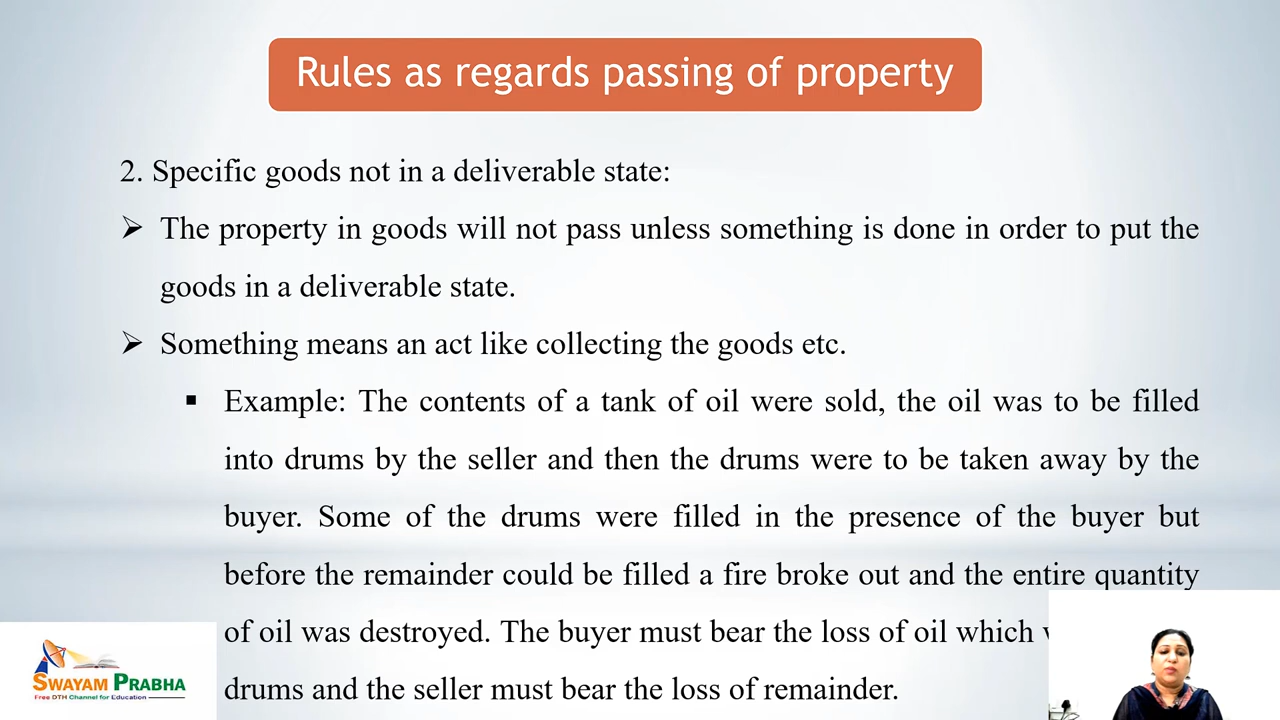 Rules as regards passing of property
2. Specific goods not in a deliverable state:
➢ The property in goods will not pass unless something is done in order to put the
goods in a deliverable state.
➢ Something means an act like collecting the goods etc.
▪ Example: The contents of a tank of oil were sold, the oil was to be filled
into drums by the seller and then the drums were to be taken away by the
buyer. Some of the drums were filled in the presence of the buyer but
before the remainder could be filled a fire broke out and the entire quantity
of oil was destroyed. The buyer must bear the loss of oil which
drums and the seller must bear the loss of remainder.
SWAYAM PRABHA
Free DTH Channel for Education